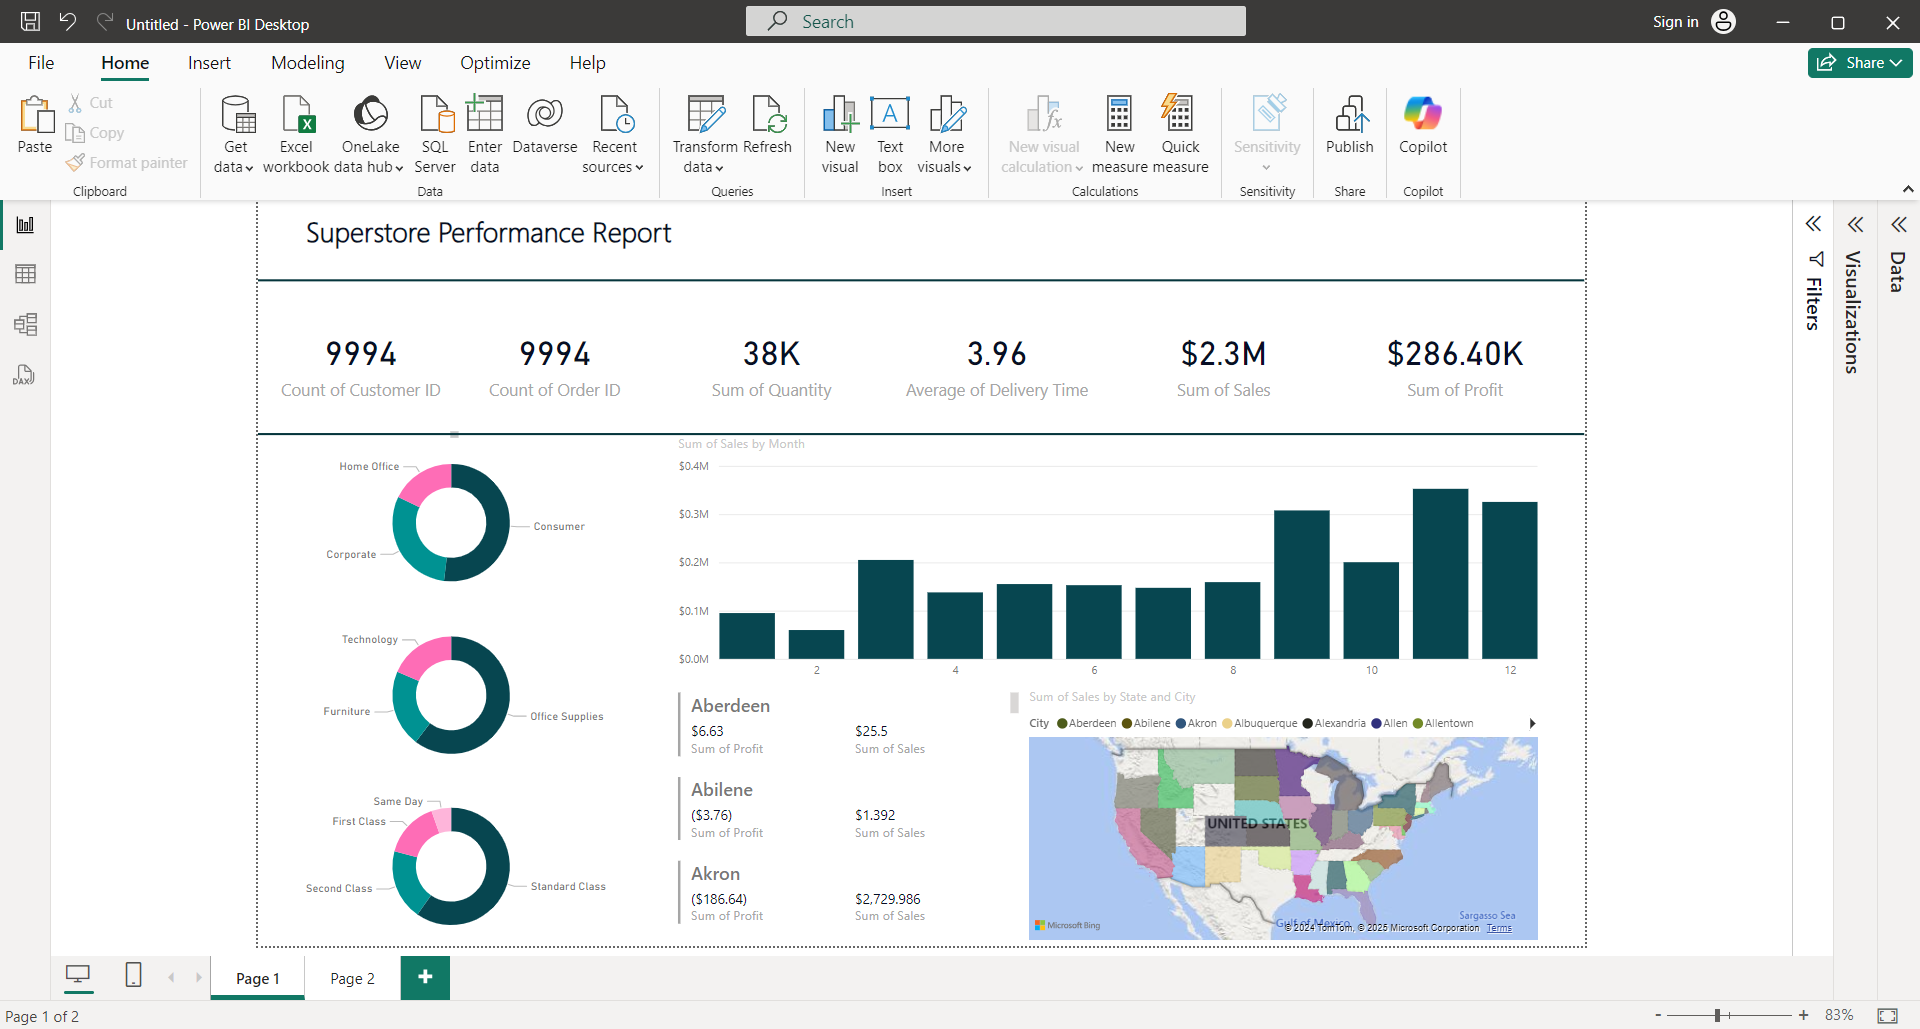 Untitled - Power BI Desktop
Search
Sign in
File Home Insert Modeling View Optimize Help
Share
Paste
Cut
Copy
Format painter
Clipboard
Get data
Excel workbook
OneLake data hub
SQL Server
Enter data
Dataverse
Recent sources
Data
Transform data
Refresh
Queries
New visual
Text box
More visuals
Insert
New visual calculation
New measure
Quick measure
Calculations
Sensitivity
Sensitivity
Publish
Share
Copilot
Copilot
Superstore Performance Report
9994
Count of Customer ID
9994
Count of Order ID
38K
Sum of Quantity
3.96
Average of Delivery Time
$2.3M
Sum of Sales
$286.40K
Sum of Profit
Home Office
Consumer
Corporate
Technology
Furniture
Office Supplies
Same Day
First Class
Second Class
Standard Class
Sum of Sales by Month
$0.4M
$0.3M
$0.2M
$0.1M
$0.0M
2 4 6 8 10 12
Aberdeen
$6.63 $25.5
Sum of Profit Sum of Sales
Abilene
($3.76) $1.392
Sum of Profit Sum of Sales
Akron
($186.64) $2,729.986
Sum of Profit Sum of Sales
Sum of Sales by State and City
City Aberdeen Abilene Akron Albuquerque Alexandria Allen Allentown
UNITED STATES
Gulf of Mexico
Sargasso Sea
Microsoft Bing
© 2024 TomTom, © 2025 Microsoft Corporation Terms
Filters
Visualizations
Data
DAX
Page 1 Page 2 +
Page 1 of 2
- + 83%